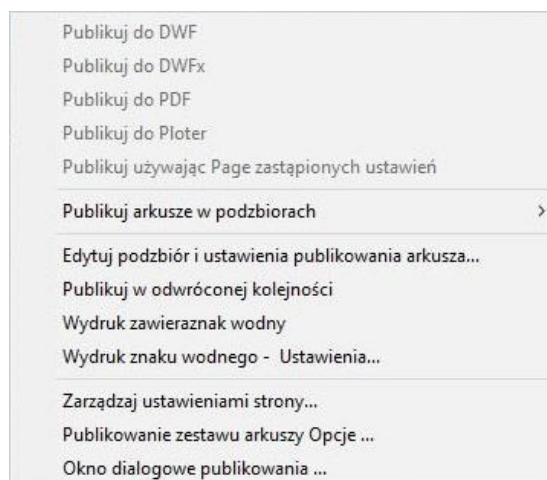 Publikuj do DWF
Publikuj do DWFx
Publikuj do PDF
Publikuj do Ploter
Publikuj używając Page zastąpionych ustawień
Publikuj arkusze w podzbiorach
Edytuj podzbiór i ustawienia publikowania arkusza...
Publikuj w odwróconej kolejności
Wydruk zawieraznak wodny
Wydruk znaku wodnego - Ustawienia...
Zarządzaj ustawieniami strony...
Publikowanie zestawu arkuszy Opcje ...
Okno dialogowe publikowania ...